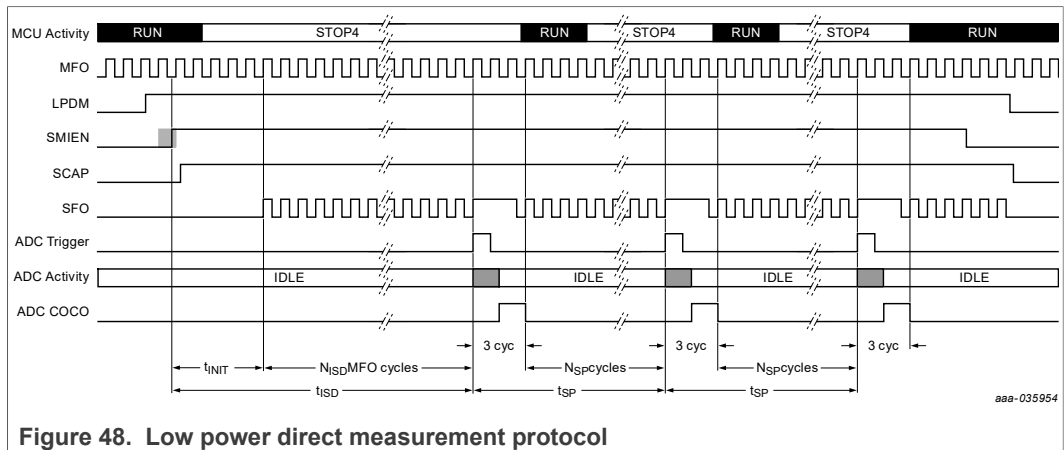 MCU Activity RUN STOP4 RUN STOP4 RUN STOP4 RUN
MFO
LPDM
SMIEN
SCAP
SFO
ADC Trigger
ADC Activity IDLE IDLE IDLE IDLE
ADC COCO
3 cyc 3 cyc 3 cyc
tINIT NISDMFO cycles NSPcycles NSPcycles
tISD tSP tSP
aaa-035954
Figure 48. Low power direct measurement protocol